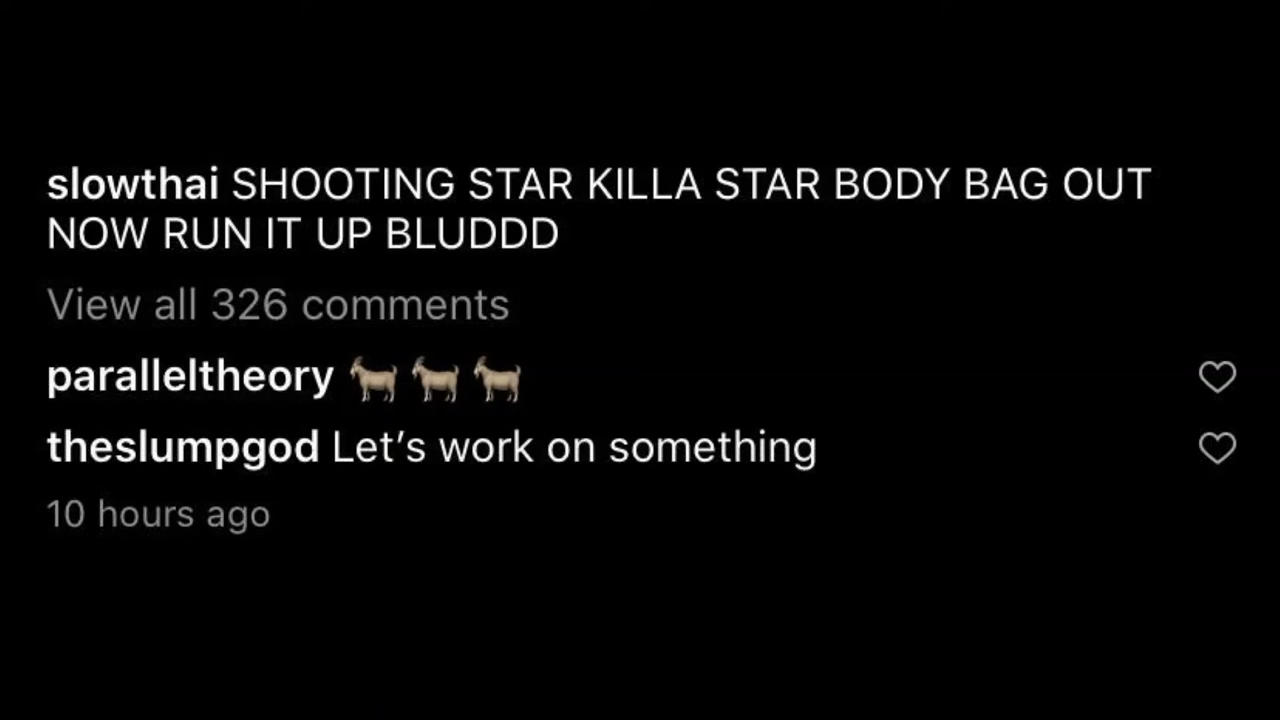 slowthai SHOOTING STAR KILLA STAR BODY BAG OUT
NOW RUN IT UP BLUDDD
View all 326 comments
paralleltheory 🐐🐐🐐
theslumpgod Let’s work on something
10 hours ago